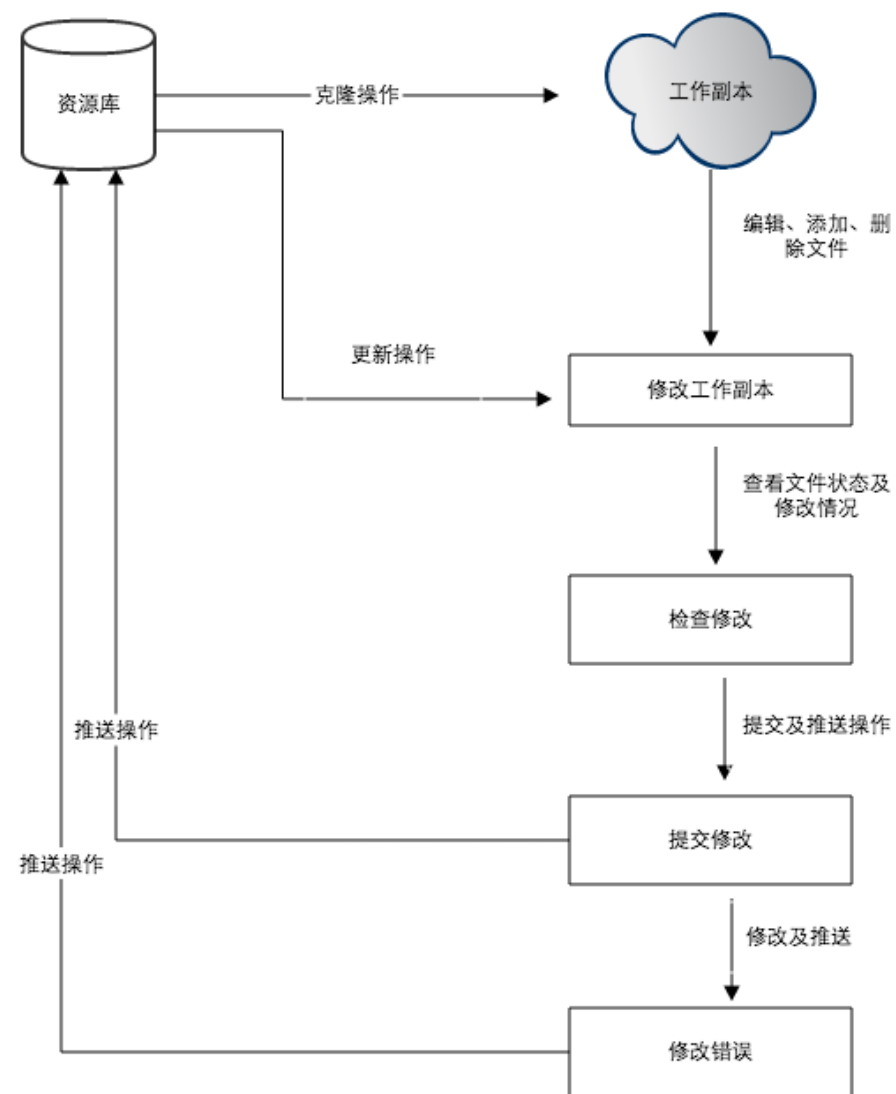 资源库
克隆操作
工作副本
编辑、添加、删
除文件
更新操作
修改工作副本
查看文件状态及
修改情况
检查修改
推送操作
提交及推送操作
提交修改
推送操作
修改及推送
修改错误